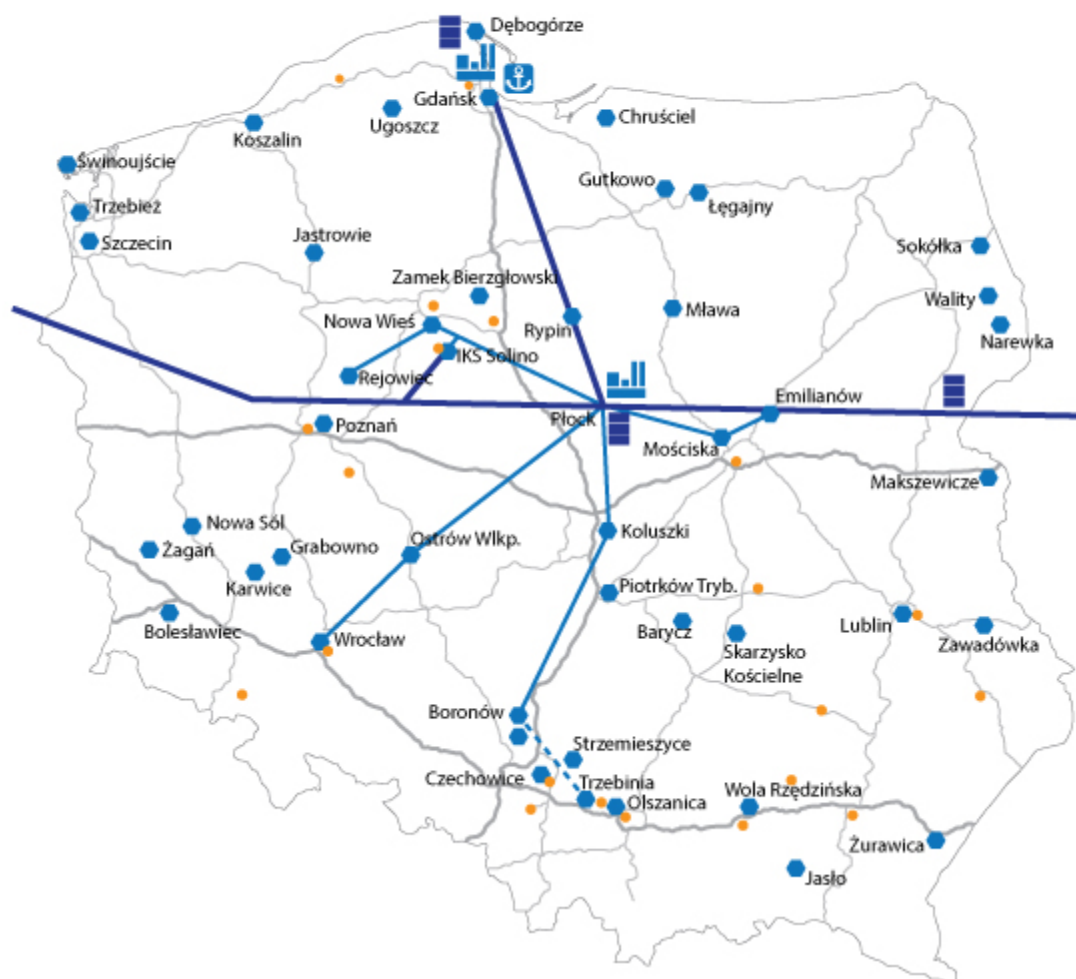 Dębogórze
Gdańsk
Ugoszcz
Koszalin
Chruściel
Świnoujście
Gutkowo
Łęgajny
Trzebież
Szczecin
Jastrowie
Sokółka
Zamek Bierzgłowski
Wality
Nowa Wieś
Rypin
Mława
Narewka
IKS Solino
Rejowiec
Emilianów
Płock
Poznań
Mościska
Makszewicze
Nowa Sól
Koluszki
Żagań
Grabowno
Ostrów Wlkp.
Karwice
Piotrków Tryb.
Bolesławiec
Wrocław
Barycz
Skarzysko
Kościelne
Lublin
Zawadówka
Boronów
Strzemieszyce
Czechowice
Trzebinia
Olszanica
Wola Rzędzińska
Żurawica
Jasło